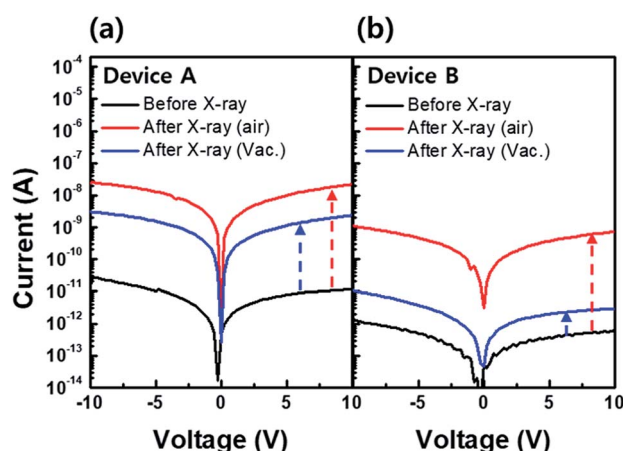 (a)
(b)
Device A
Before X-ray
After X-ray (air)
After X-ray (Vac.)
Device B
Before X-ray
After X-ray (air)
After X-ray (Vac.)
Current (A)
10⁻⁴
10⁻⁵
10⁻⁶
10⁻⁷
10⁻⁸
10⁻⁹
10⁻¹⁰
10⁻¹¹
10⁻¹²
10⁻¹³
10⁻¹⁴
-10 -5 0 5 10
-5 0 5 10
Voltage (V)
Voltage (V)